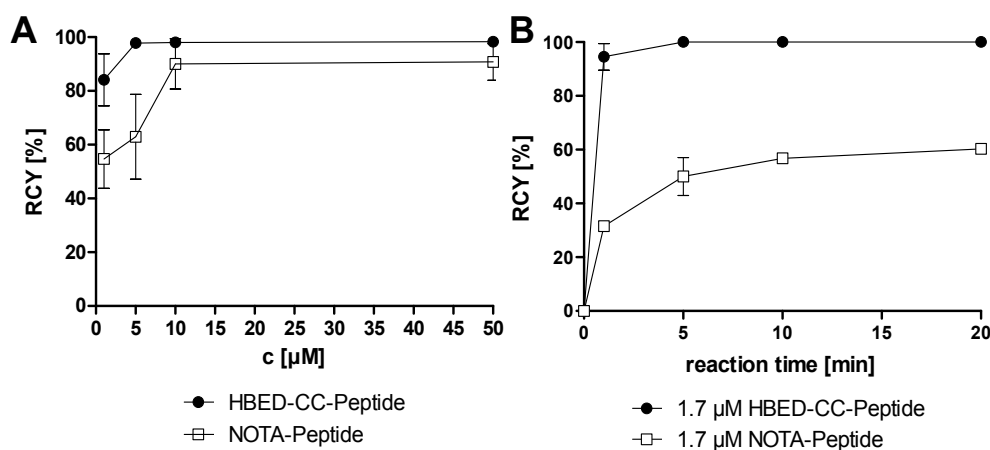 A
RCY [%]
100
80
60
40
20
0
0 5 10 15 20 25 30 35 40 45 50
c [µM]
HBED-CC-Peptide
NOTA-Peptide
B
RCY [%]
100
80
60
40
20
0
0 5 10 15 20
reaction time [min]
1.7 µM HBED-CC-Peptide
1.7 µM NOTA-Peptide